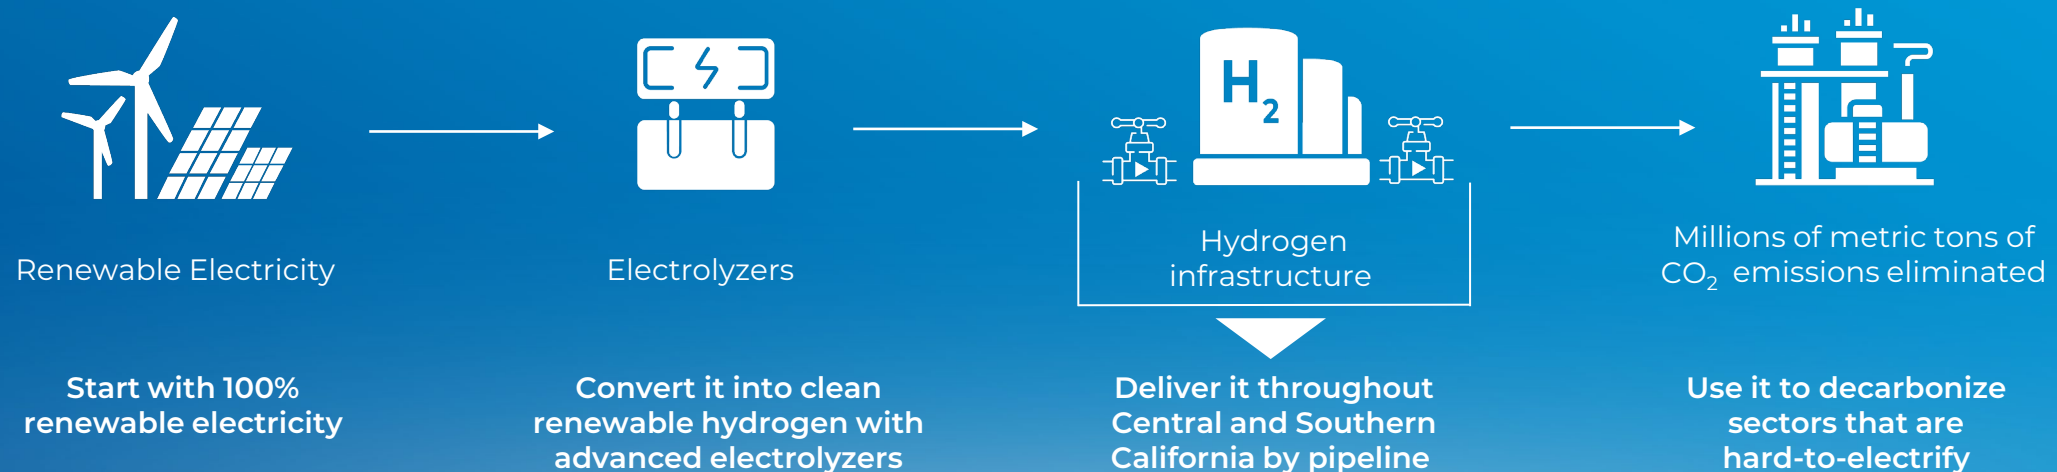 H₂
Renewable Electricity
Electrolyzers
Hydrogen
infrastructure
Millions of metric tons of
CO₂ emissions eliminated
Start with 100%
renewable electricity
Convert it into clean
renewable hydrogen with
advanced electrolyzers
Deliver it throughout
Central and Southern
California by pipeline
Use it to decarbonize
sectors that are
hard-to-electrify